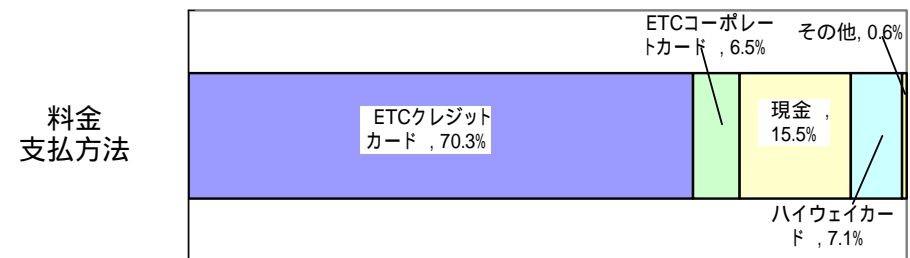 ETCコーポレー
トカード , 6.5%
その他, 0.6%
料金
支払方法
ETCクレジット
カード , 70.3%
現金 ,
15.5%
ハイウェイカー
ド , 7.1%